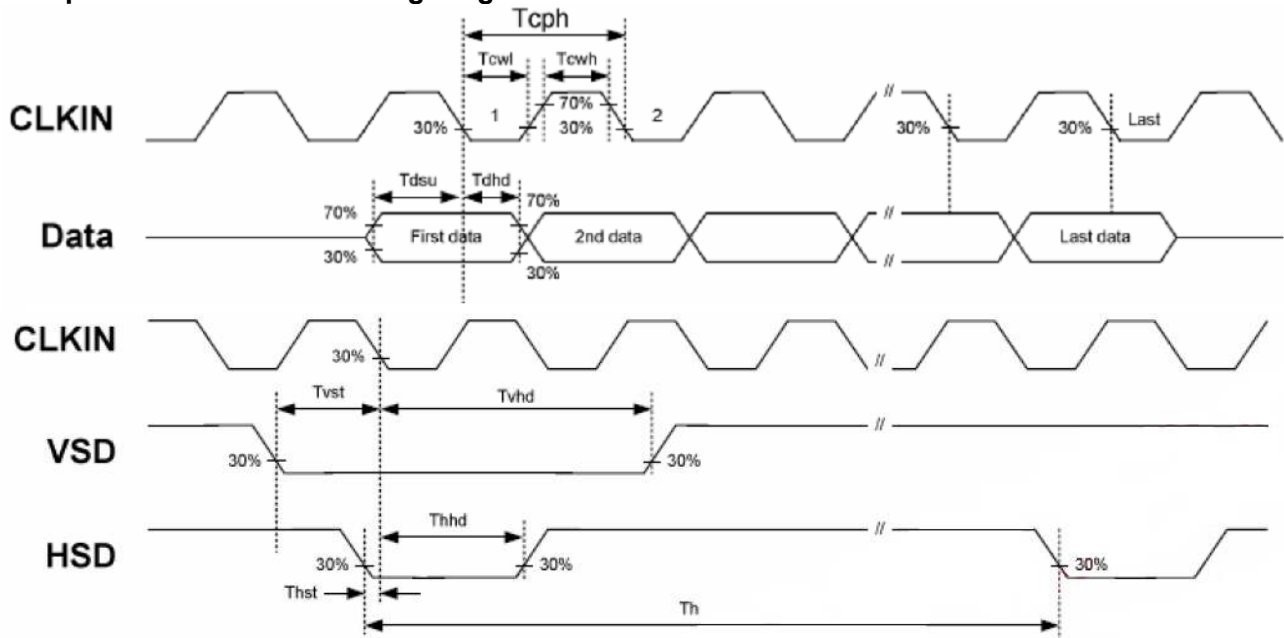 Tcph
Tcwl Tcwh
CLKIN 30% 1 70% 30% 2 // 30% 30% Last
Tdsu Tdhd
70% 70%
Data First data 2nd data // // Last data
30% 30%
CLKIN 30% //
Tvst Tvhd
VSD 30% 30% //
Thhd
HSD 30% 30% // 30%
Thst
Th